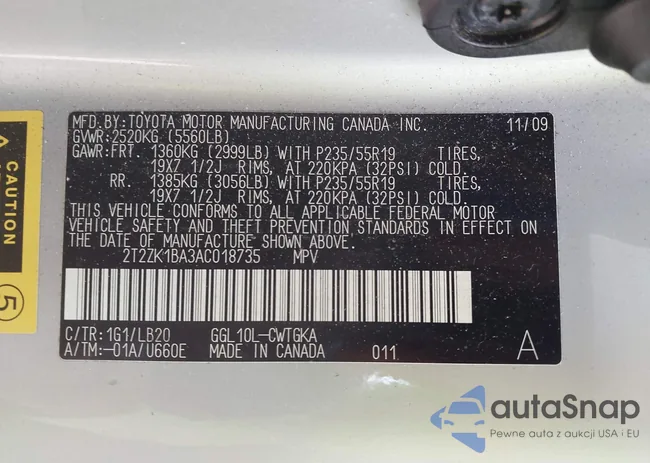 MFD.BY:TOYOTA MOTOR MANUFACTURING CANADA INC. 11/09
GVWR:2520KG (5560LB)
GAWR:FRT. 1360KG (2999LB) WITH P235/55R19 TIRES,
19X7 1/2J RIMS, AT 220KPA (32PSI) COLD.
RR. 1385KG (3056LB) WITH P235/55R19 TIRES,
19X7 1/2J RIMS, AT 220KPA (32PSI) COLD.
THIS VEHICLE CONFORMS TO ALL APPLICABLE FEDERAL MOTOR
VEHICLE SAFETY AND THEFT PREVENTION STANDARDS IN EFFECT ON
THE DATE OF MANUFACTURE SHOWN ABOVE.
2T2ZK1BA3AC018735 MPV
C/TR:1G1/LB20 GGL10L-CWTGKA
A/TM:-01A/U660E MADE IN CANADA 011 A
CAUTION
5
autaSnap
Pewne auta z aukcji USA i EU